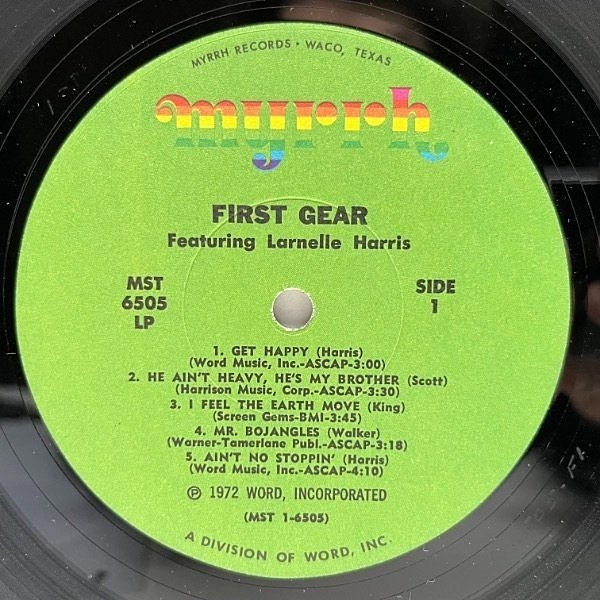 MYRRH RECORDS • WACO, TEXAS
myrrh
FIRST GEAR
Featuring Larnelle Harris
MST
6505
LP
SIDE
1
1. GET HAPPY (Harris)
(Word Music, Inc.-ASCAP-3:00)
2. HE AIN'T HEAVY, HE'S MY BROTHER (Scott)
(Harrison Music, Corp.-ASCAP-3:30)
3. I FEEL THE EARTH MOVE (King)
(Screen Gems-BMI-3:45)
4. MR. BOJANGLES (Walker)
(Warner-Tamerlane Publ.-ASCAP-3:18)
5. AIN'T NO STOPPIN' (Harris)
(Word Music, Inc.-ASCAP-4:10)
℗ 1972 WORD, INCORPORATED
(MST 1-6505)
A DIVISION OF WORD, INC.